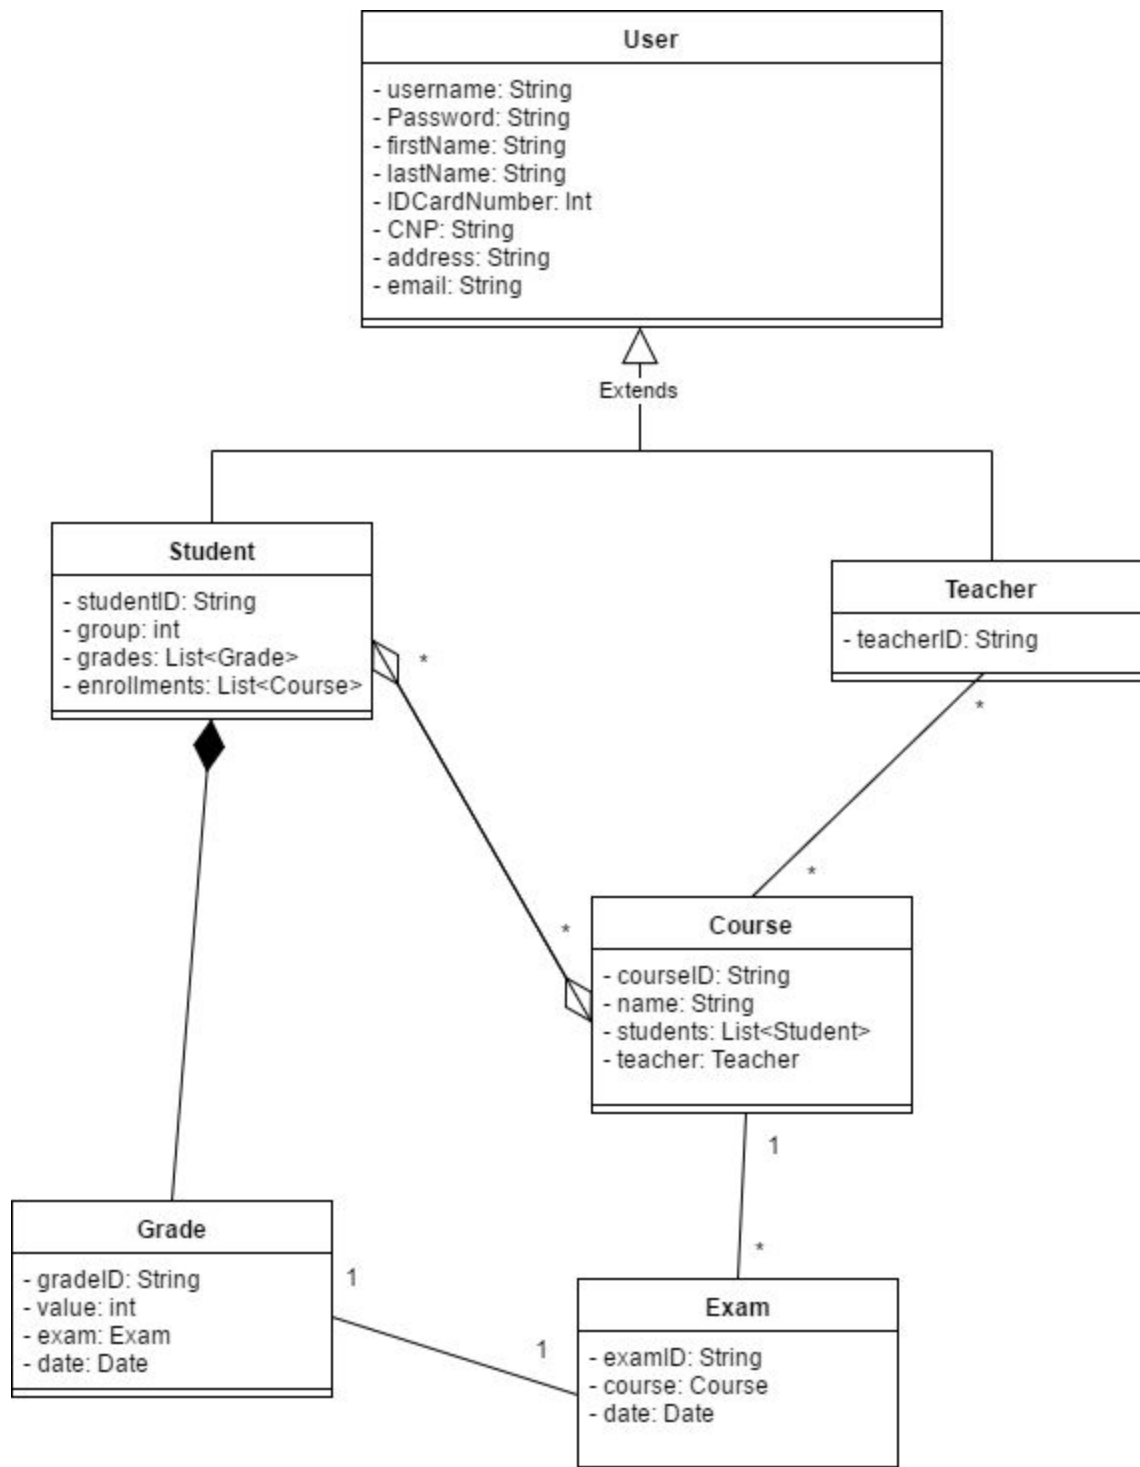 User
- username: String
- Password: String
- firstName: String
- lastName: String
- IDCardNumber: Int
- CNP: String
- address: String
- email: String
Extends
Student
- studentID: String
- group: int
- grades: List<Grade>
- enrollments: List<Course>
*
Teacher
- teacherID: String
*
*
*
Course
- courseID: String
- name: String
- students: List<Student>
- teacher: Teacher
1
*
Grade
- gradeID: String
- value: int
- exam: Exam
- date: Date
1
1
Exam
- examID: String
- course: Course
- date: Date